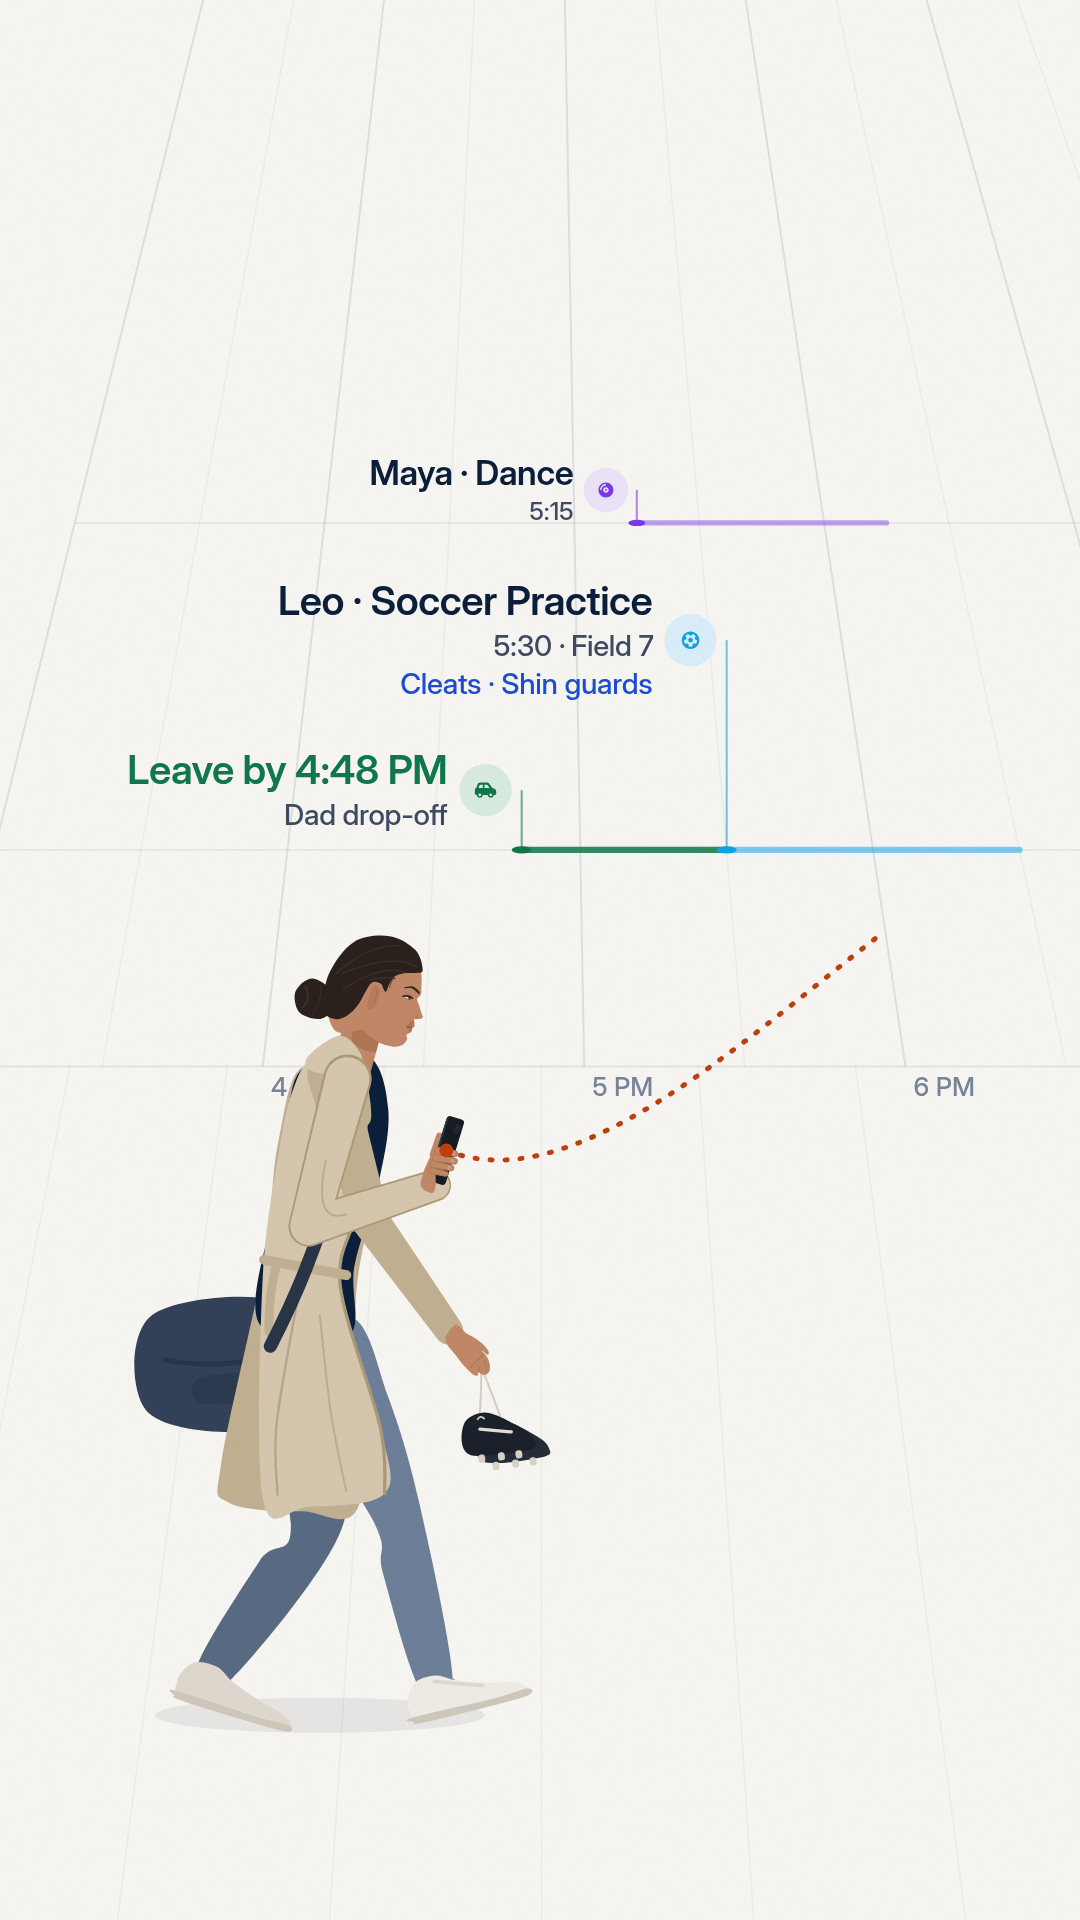 Maya · Dance
5:15
Leo · Soccer Practice
5:30 · Field 7
Cleats · Shin guards
Leave by 4:48 PM
Dad drop-off
4
5 PM
6 PM